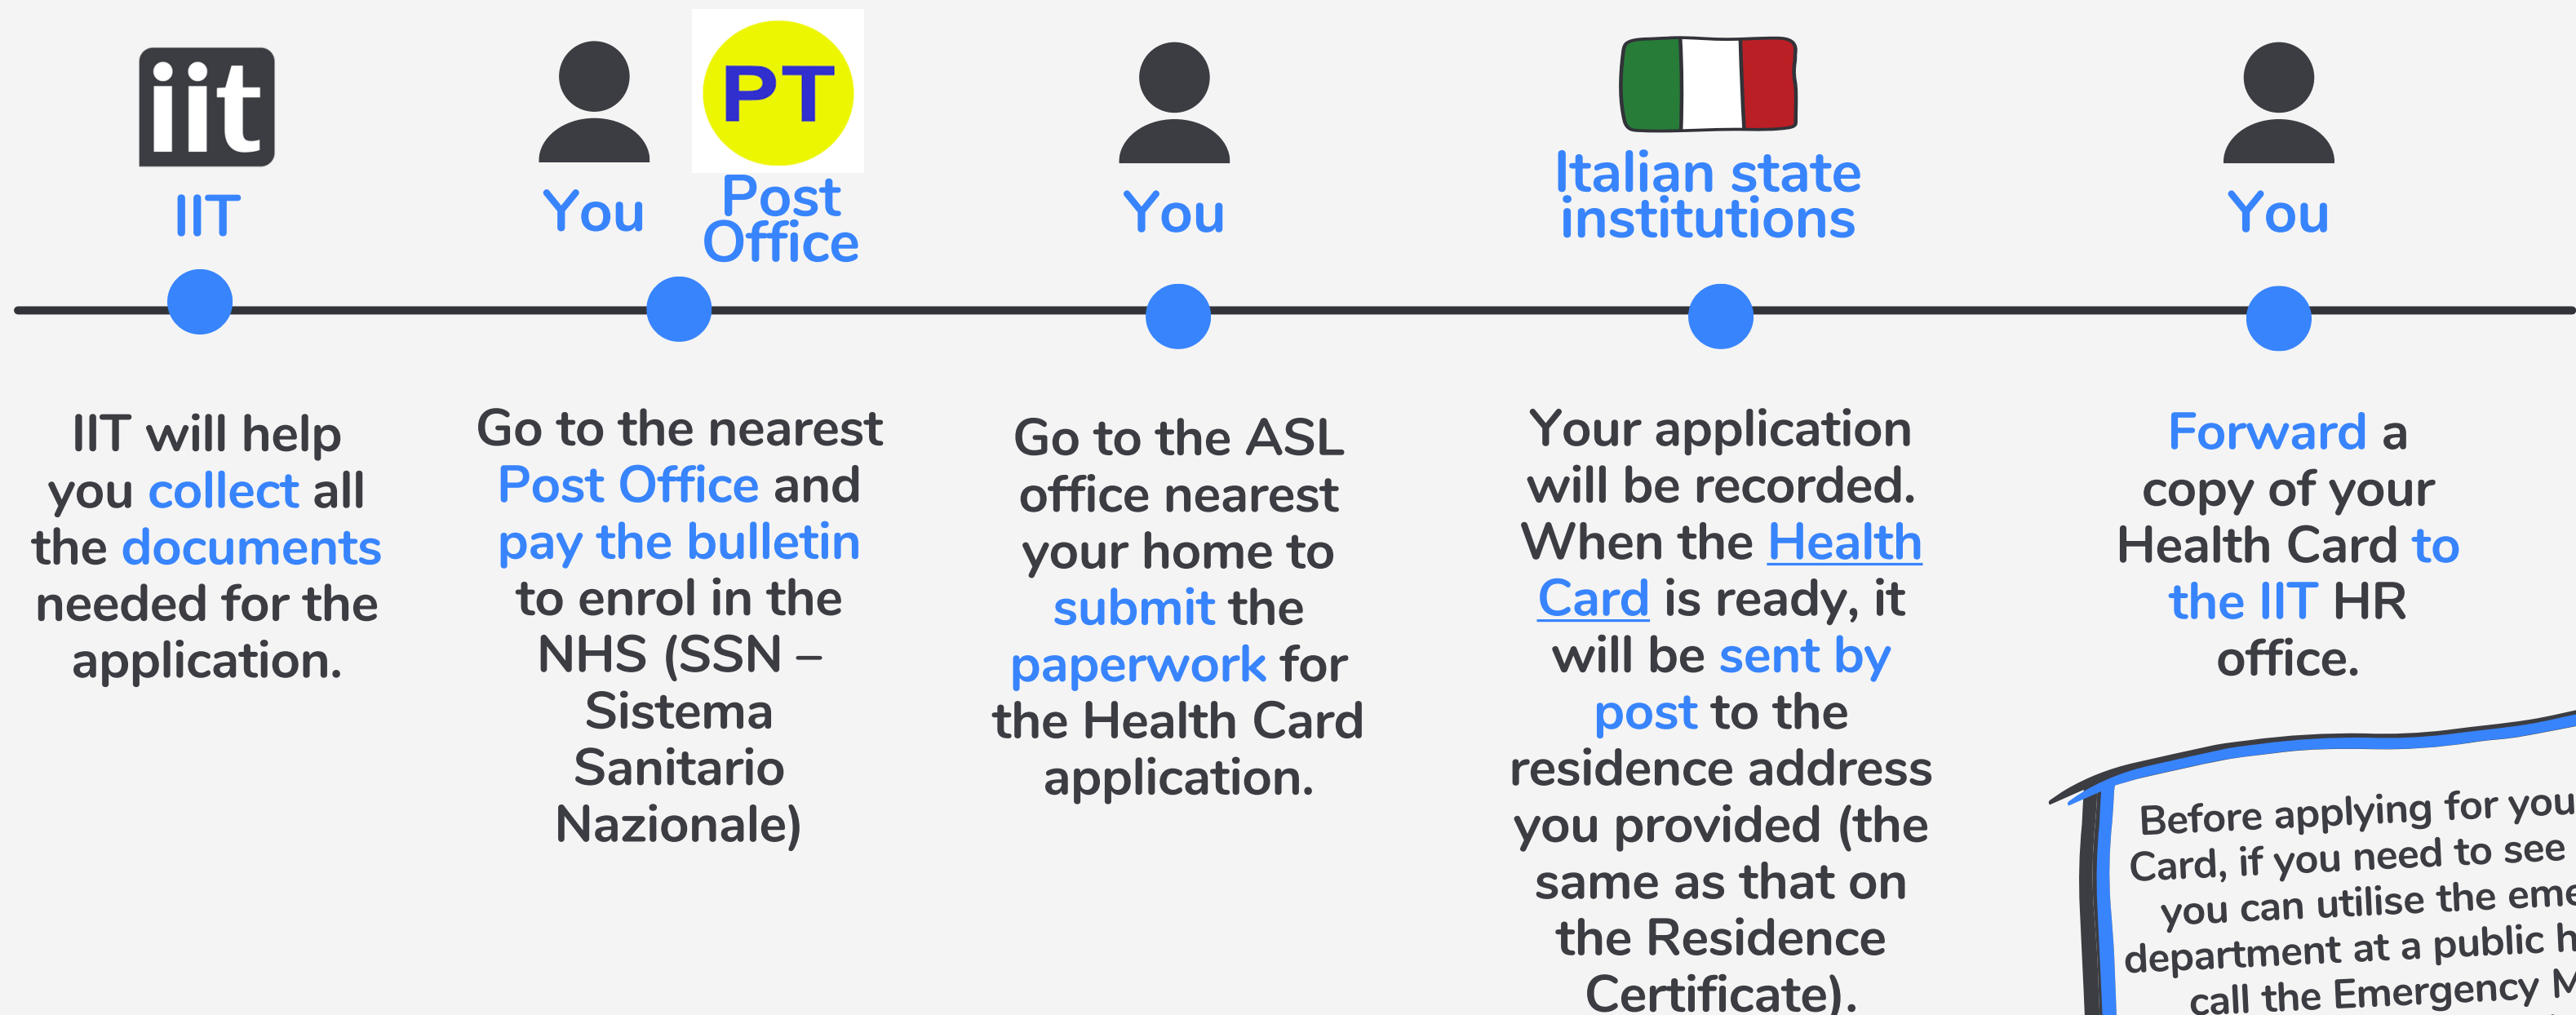 iit
IIT
You
PT
Post
Office
You
Italian state
institutions
You
IIT will help
you collect all
the documents
needed for the
application.
Go to the nearest
Post Office and
pay the bulletin
to enrol in the
NHS (SSN –
Sistema
Sanitario
Nazionale)
Go to the ASL
office nearest
your home to
submit the
paperwork for
the Health Card
application.
Your application
will be recorded.
When the Health
Card is ready, it
will be sent by
post to the
residence address
you provided (the
same as that on
the Residence
Certificate).
Forward a
copy of your
Health Card to
the IIT HR
office.
Before applying for
Card, if you need to see
you can utilise the
department at a public
call the Emergency